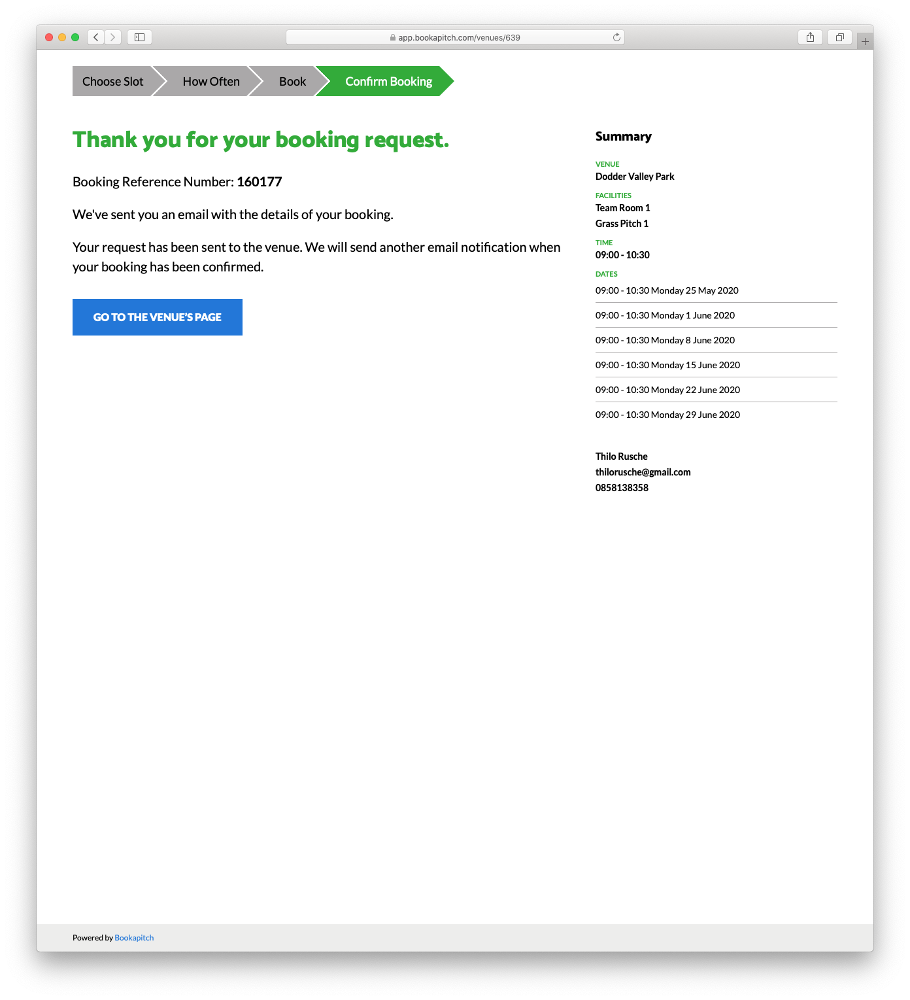 app.bookapitch.com/venues/639
Choose Slot
How Often
Book
Confirm Booking
Thank you for your booking request.
Booking Reference Number: 160177
We've sent you an email with the details of your booking.
Your request has been sent to the venue. We will send another email notification when
your booking has been confirmed.
GO TO THE VENUE'S PAGE
Summary
VENUE
Dodder Valley Park
FACILITIES
Team Room 1
Grass Pitch 1
TIME
09:00 - 10:30
DATES
09:00 - 10:30 Monday 25 May 2020
09:00 - 10:30 Monday 1 June 2020
09:00 - 10:30 Monday 8 June 2020
09:00 - 10:30 Monday 15 June 2020
09:00 - 10:30 Monday 22 June 2020
09:00 - 10:30 Monday 29 June 2020
Thilo Rusche
thilorusche@gmail.com
0858138358
Powered by Bookapitch